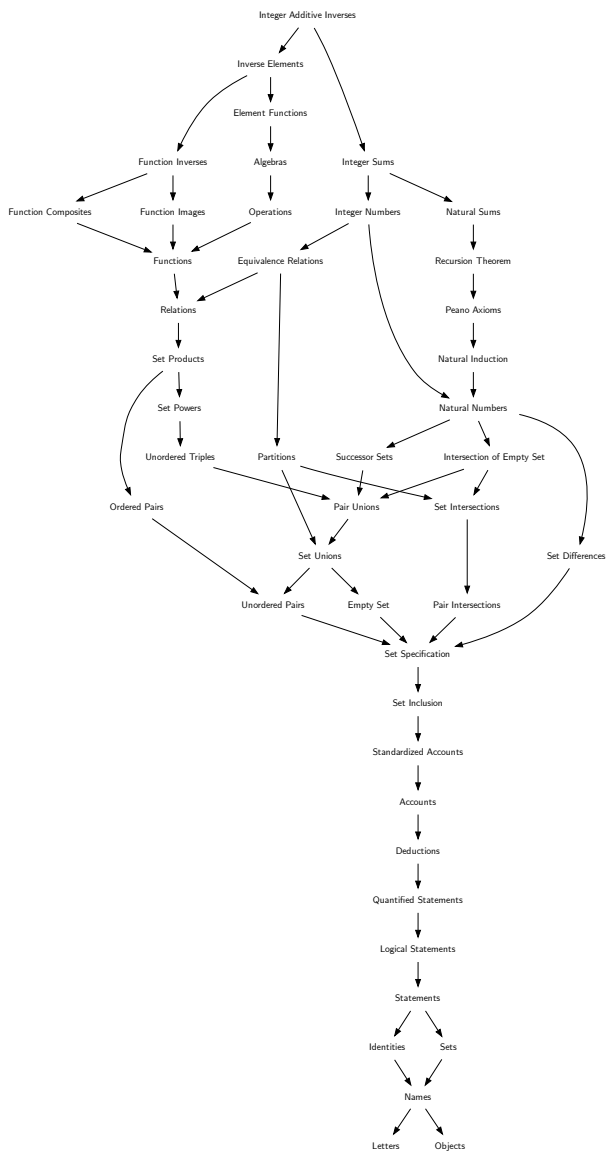 Integer Additive Inverses
Inverse Elements
Element Functions
Function Inverses
Algebras
Integer Sums
Function Composites
Function Images
Operations
Integer Numbers
Natural Sums
Functions
Equivalence Relations
Recursion Theorem
Relations
Peano Axioms
Set Products
Natural Induction
Set Powers
Natural Numbers
Unordered Triples
Partitions
Successor Sets
Intersection of Empty Set
Ordered Pairs
Pair Unions
Set Intersections
Set Unions
Set Differences
Unordered Pairs
Empty Set
Pair Intersections
Set Specification
Set Inclusion
Standardized Accounts
Accounts
Deductions
Quantified Statements
Logical Statements
Statements
Identities
Sets
Names
Letters
Objects